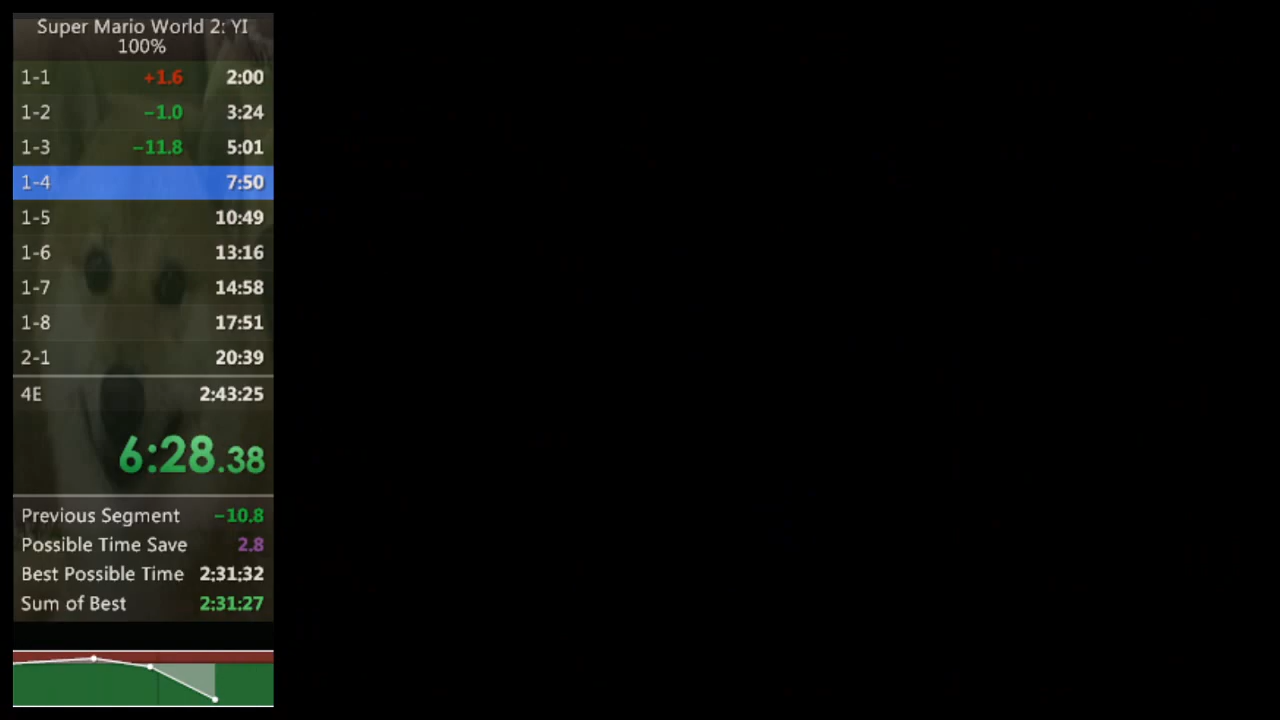 Super Mario World 2: YI
100%
1-1 +1.6 2:00
1-2 −1.0 3:24
1-3 −11.8 5:01
1-4 7:50
1-5 10:49
1-6 13:16
1-7 14:58
1-8 17:51
2-1 20:39
4E 2:43:25
6:28.38
Previous Segment −10.8
Possible Time Save 2.8
Best Possible Time 2:31:32
Sum of Best 2:31:27